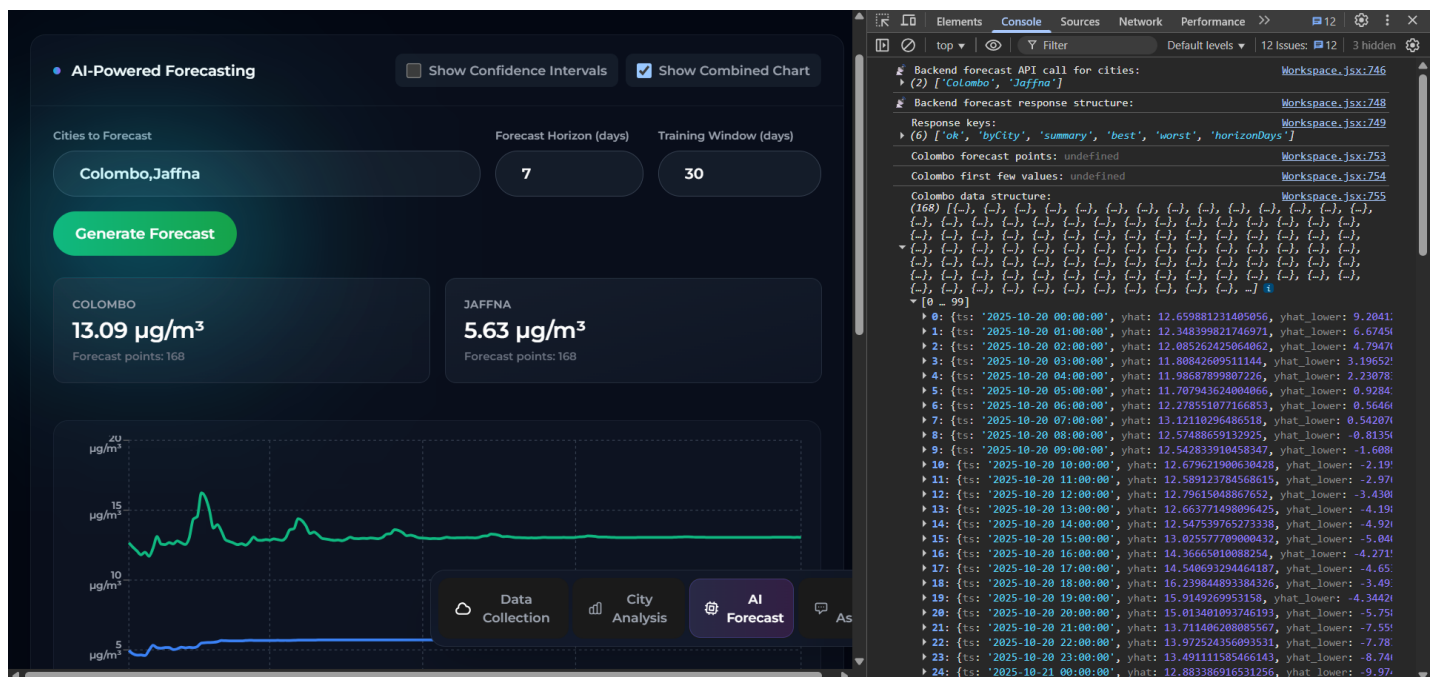 AI-Powered Forecasting
Show Confidence Intervals
Show Combined Chart
Cities to Forecast
Forecast Horizon (days)
Training Window (days)
Colombo,Jaffna
7
30
Generate Forecast
COLOMBO
13.09 µg/m³
Forecast points: 168
JAFFNA
5.63 µg/m³
Forecast points: 168
20
µg/m³
15
µg/m³
10
µg/m³
5
µg/m³
Data
Collection
City
Analysis
AI
Forecast
As
Elements Console Sources Network Performance 12
top Filter Default levels 12 Issues: 12 3 hidden
Backend forecast API call for cities: Workspace.jsx:746
(2) ['Colombo', 'Jaffna']
Backend forecast response structure: Workspace.jsx:748
Response keys: Workspace.jsx:749
(6) ['ok', 'byCity', 'summary', 'best', 'worst', 'horizonDays']
Colombo forecast points: undefined Workspace.jsx:753
Colombo first few values: undefined Workspace.jsx:754
Colombo data structure: Workspace.jsx:755
(168) [{…}, {…}, {…}, {…}, {…}, {…}, {…}, {…}, {…}, {…}, {…}, {…}, {…}, {…}, {…},
{…}, {…}, {…}, {…}, {…}, {…}, {…}, {…}, {…}, {…}, {…}, {…}, {…}, {…}, {…},
{…}, {…}, {…}, {…}, {…}, {…}, {…}, {…}, {…}, {…}, {…}, {…}, {…}, {…}, {…},
{…}, {…}, {…}, {…}, {…}, {…}, {…}, {…}, {…}, {…}, {…}, {…}, {…}, {…}, {…},
{…}, {…}, {…}, {…}, {…}, {…}, {…}, {…}, {…}, {…}, {…}, {…}, {…}, {…}, {…},
{…}, {…}, {…}, {…}, {…}, {…}, {…}, {…}, {…}, {…}, {…}, {…}, {…}, {…}, {…},
{…}, {…}, {…}, {…}, {…}, {…}, {…}, {…}, {…}, {…}, …]
[0 … 99]
0: {ts: '2025-10-20 00:00:00', yhat: 12.659881231405056, yhat_lower: 9.2041
1: {ts: '2025-10-20 01:00:00', yhat: 12.348399821746971, yhat_lower: 6.6745
2: {ts: '2025-10-20 02:00:00', yhat: 12.085262425064062, yhat_lower: 4.7947
3: {ts: '2025-10-20 03:00:00', yhat: 11.80842609511144, yhat_lower: 3.196525
4: {ts: '2025-10-20 04:00:00', yhat: 11.98687899807226, yhat_lower: 2.23078
5: {ts: '2025-10-20 05:00:00', yhat: 11.707943624004066, yhat_lower: 0.9284
6: {ts: '2025-10-20 06:00:00', yhat: 12.278551077166853, yhat_lower: 0.5646
7: {ts: '2025-10-20 07:00:00', yhat: 13.12110296486518, yhat_lower: 0.54207
8: {ts: '2025-10-20 08:00:00', yhat: 12.57488659132925, yhat_lower: -0.8135
9: {ts: '2025-10-20 09:00:00', yhat: 12.542833910458347, yhat_lower: -1.608
10: {ts: '2025-10-20 10:00:00', yhat: 12.679621900630428, yhat_lower: -2.19
11: {ts: '2025-10-20 11:00:00', yhat: 12.589123784568615, yhat_lower: -2.97
12: {ts: '2025-10-20 12:00:00', yhat: 12.79615048867652, yhat_lower: -3.430
13: {ts: '2025-10-20 13:00:00', yhat: 12.663771498096425, yhat_lower: -4.19
14: {ts: '2025-10-20 14:00:00', yhat: 12.547539765273338, yhat_lower: -4.92
15: {ts: '2025-10-20 15:00:00', yhat: 13.025577709000432, yhat_lower: -5.04
16: {ts: '2025-10-20 16:00:00', yhat: 14.36665010088254, yhat_lower: -4.271
17: {ts: '2025-10-20 17:00:00', yhat: 14.540693294464187, yhat_lower: -4.65
18: {ts: '2025-10-20 18:00:00', yhat: 16.239844893384326, yhat_lower: -3.49
19: {ts: '2025-10-20 19:00:00', yhat: 15.9149269953158, yhat_lower: -4.3442
20: {ts: '2025-10-20 20:00:00', yhat: 15.013401093746193, yhat_lower: -5.75
21: {ts: '2025-10-20 21:00:00', yhat: 13.711406208085567, yhat_lower: -7.55
22: {ts: '2025-10-20 22:00:00', yhat: 13.972524356093531, yhat_lower: -7.78
23: {ts: '2025-10-20 23:00:00', yhat: 13.491111585466143, yhat_lower: -8.74
24: {ts: '2025-10-21 00:00:00', yhat: 12.883386916531256, yhat_lower: -9.97